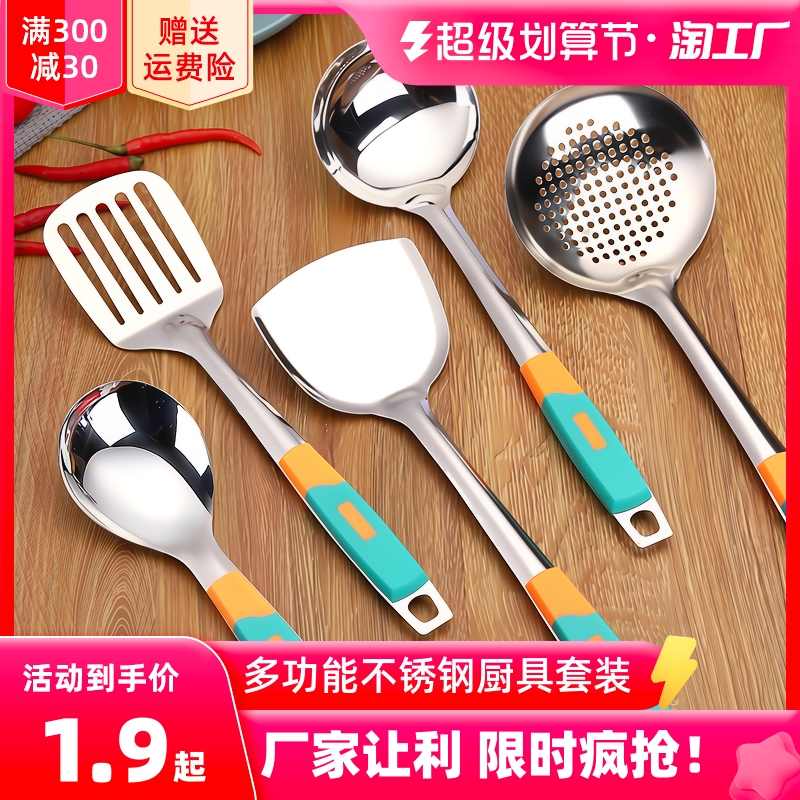 满300
减30
赠送
运费险
超级划算节·淘工厂
多功能不锈钢厨具套装
活动到手价
1.9起
厂家让利 限时疯抢！